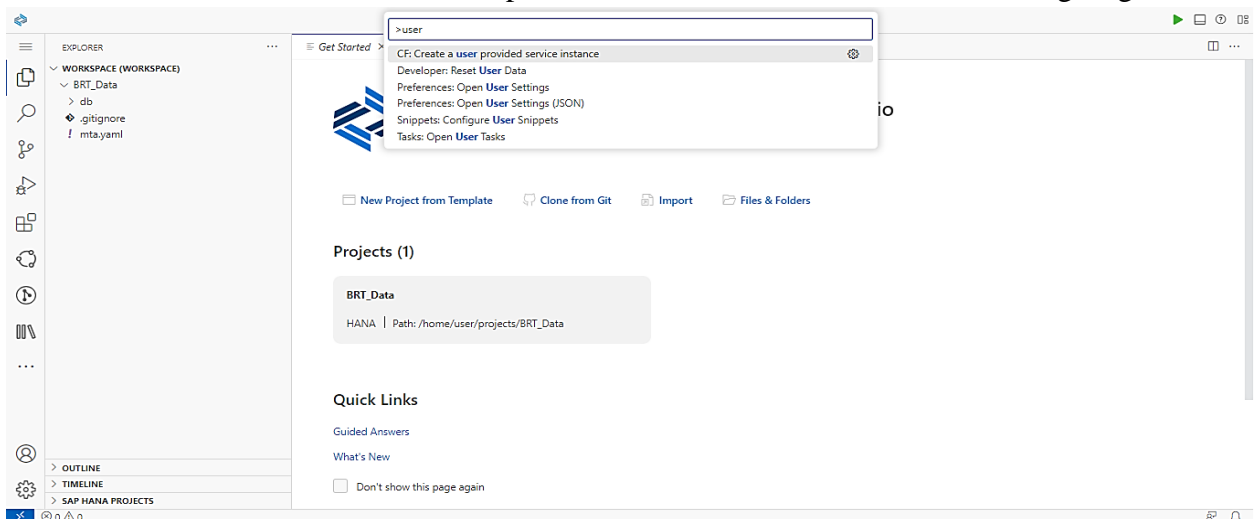 >user
EXPLORER ...
Get Started ×
CF: Create a user provided service instance
WORKSPACE (WORKSPACE)
Developer: Reset User Data
BRT_Data
Preferences: Open User Settings
> db
Preferences: Open User Settings (JSON)
.gitignore
io
Snippets: Configure User Snippets
! mta.yaml
Tasks: Open User Tasks
New Project from Template Clone from Git Import Files & Folders
Projects (1)
BRT_Data
HANA | Path: /home/user/projects/BRT_Data
Quick Links
Guided Answers
What's New
> OUTLINE
> TIMELINE
Don't show this page again
> SAP HANA PROJECTS
0 0